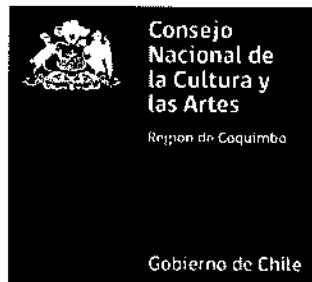 Consejo
Nacional de
la Cultura y
las Artes
Region de Coquimbo
Gobierno de Chile